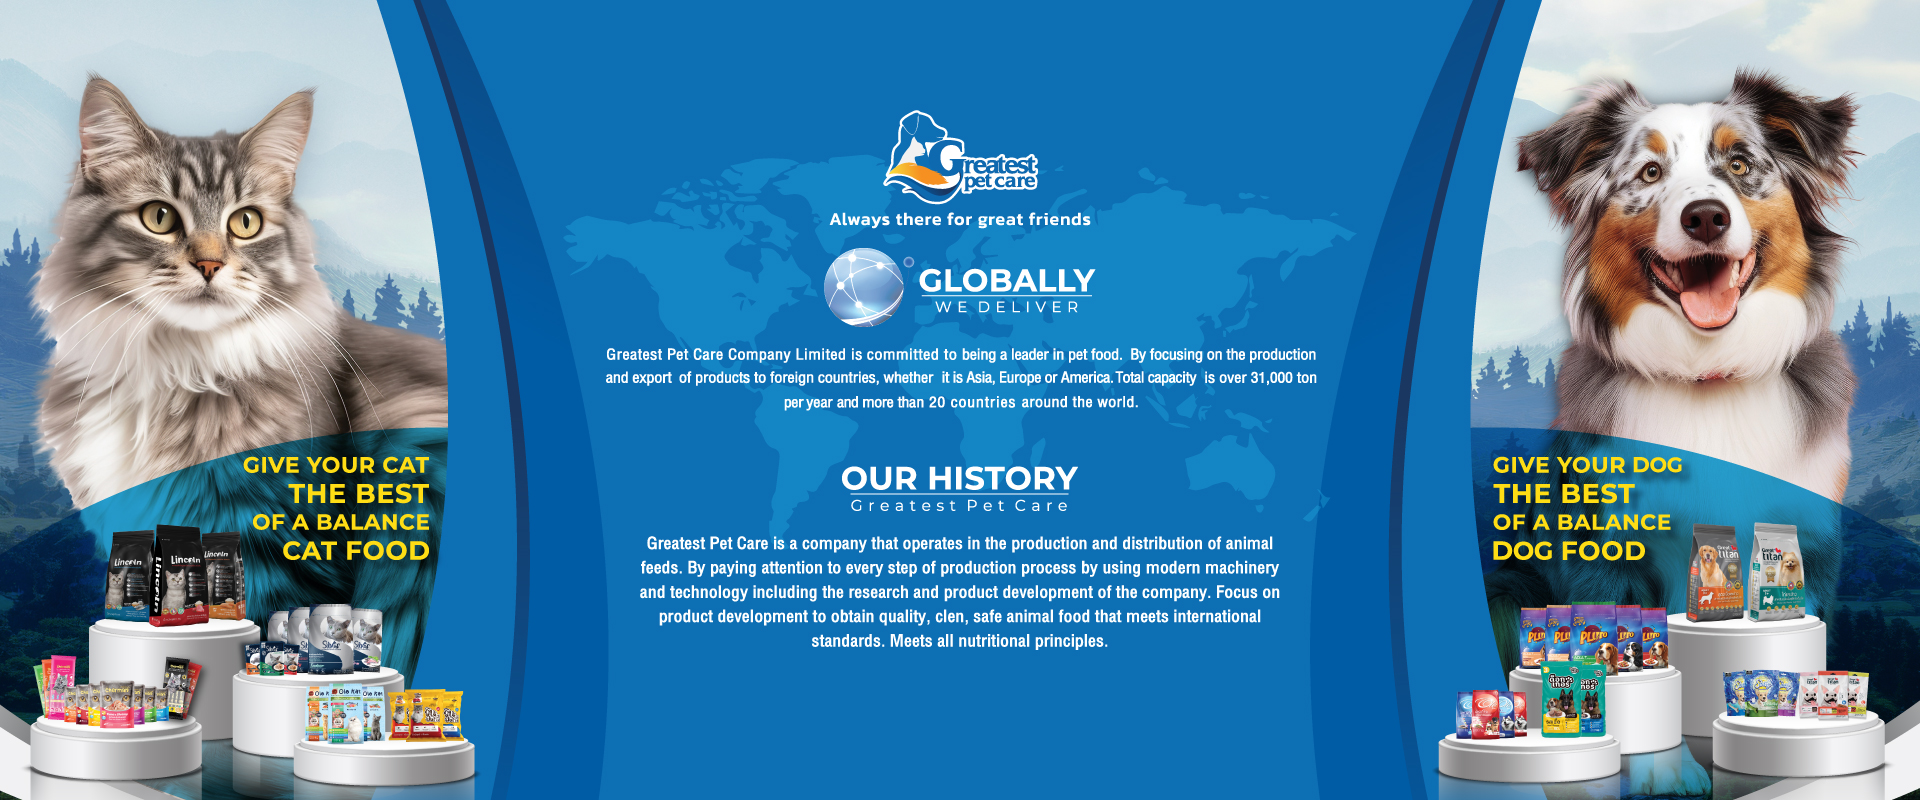 Greatest
pet care
Always there for great friends
GLOBALLY
WE DELIVER
Greatest Pet Care Company Limited is committed to being a leader in pet food. By focusing on the production
and export of products to foreign countries, whether it is Asia, Europe or America. Total capacity is over 31,000 ton
per year and more than 20 countries around the world.
OUR HISTORY
Greatest Pet Care
Greatest Pet Care is a company that operates in the production and distribution of animal
feeds. By paying attention to every step of production process by using modern machinery
and technology including the research and product development of the company. Focus on
product development to obtain quality, clen, safe animal food that meets international
standards. Meets all nutritional principles.
GIVE YOUR CAT
THE BEST
OF A BALANCE
CAT FOOD
GIVE YOUR DOG
THE BEST
OF A BALANCE
DOG FOOD